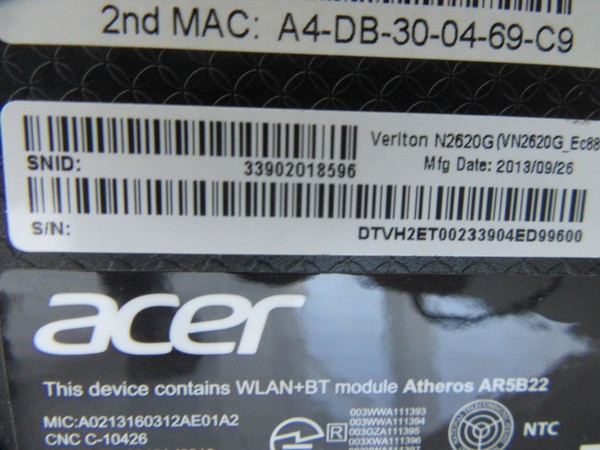 2nd MAC: A4-DB-30-04-69-C9
Veriton N2620G (VN2620G_Ec88
SNID: 33902018596
Mfg Date: 2013/09/26
S/N: DTVH2ET00233904ED99600
acer
This device contains WLAN+BT module Atheros AR5B22
MIC:A0213160312AE01A2
CNC C-10426
R
003WWA111393
003WWA111394
003GZA111395
003XWA111396
NTC